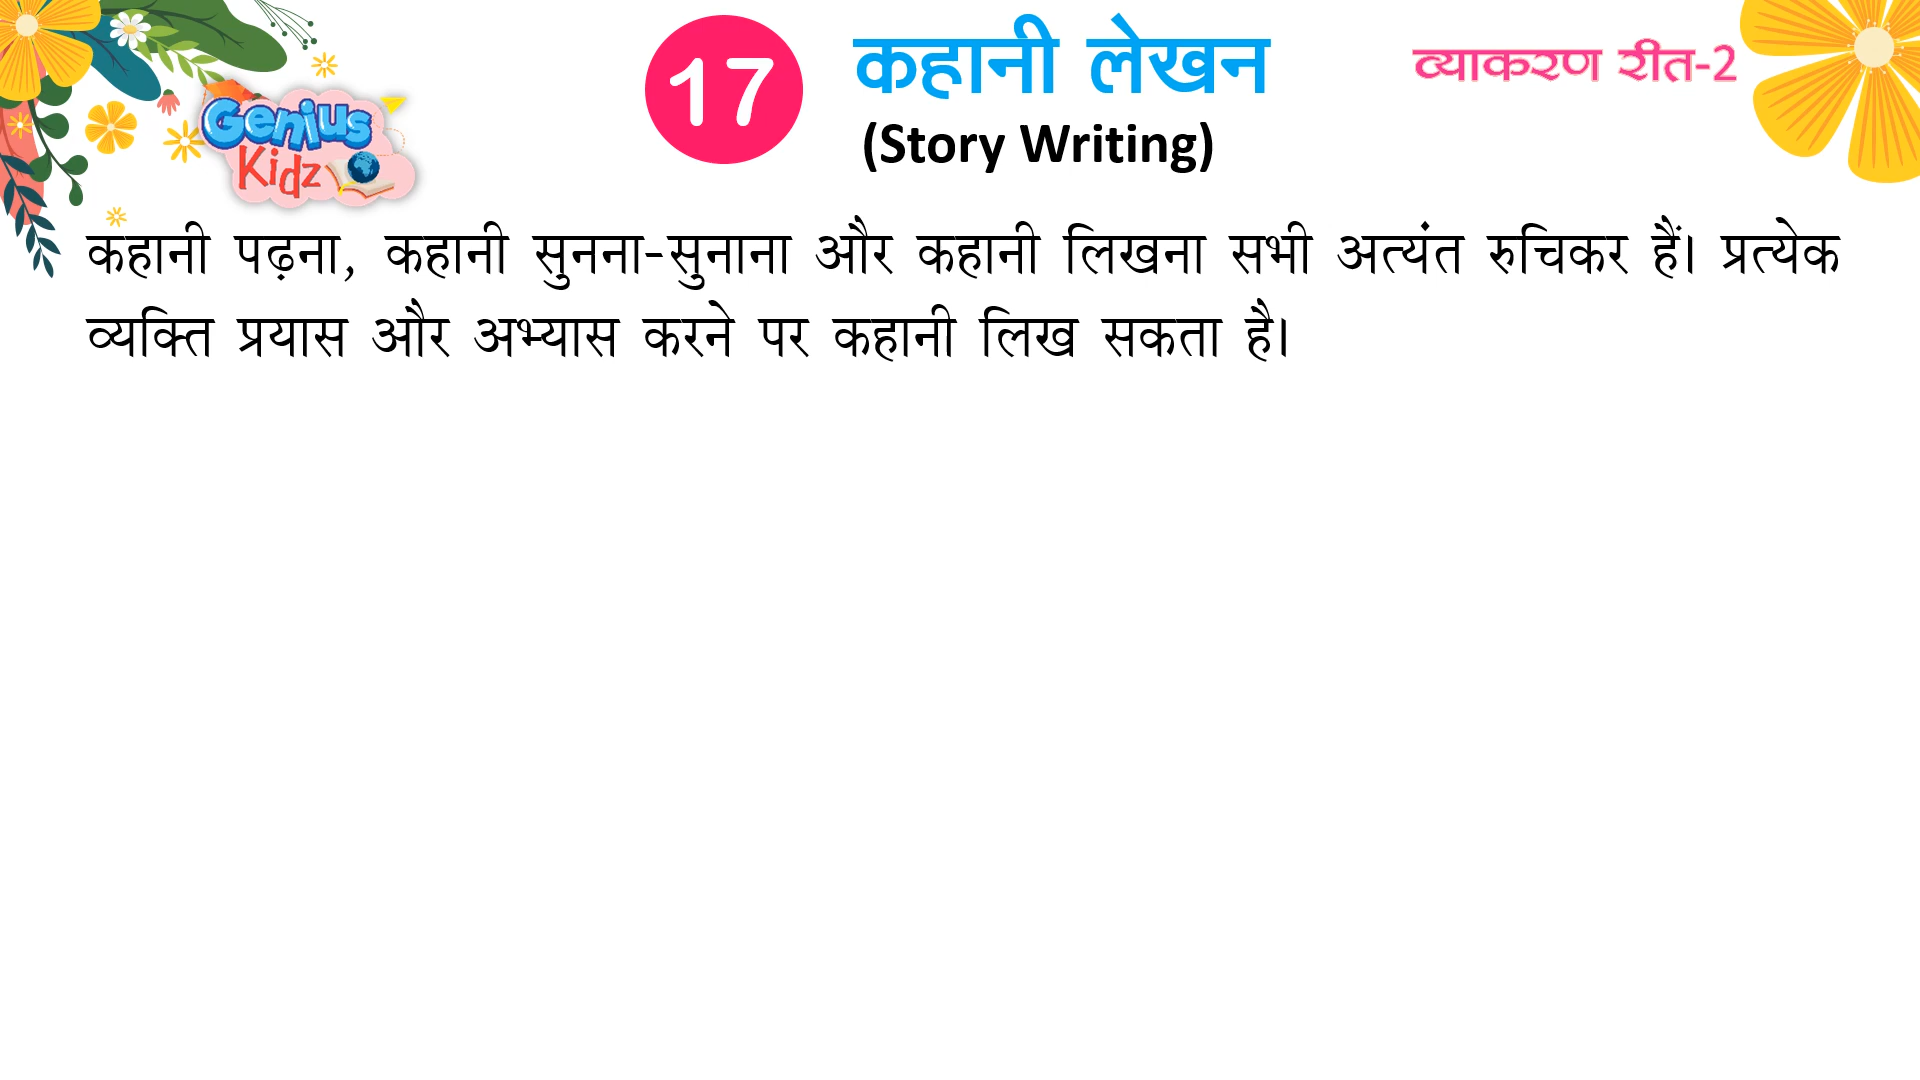 Genius
Kidz
17
कहानी लेखन
(Story Writing)
व्याकरण रीत-2
कहानी पढ़ना, कहानी सुनना-सुनाना और कहानी लिखना सभी अत्यंत रुचिकर हैं। प्रत्येक
व्यक्ति प्रयास और अभ्यास करने पर कहानी लिख सकता है।